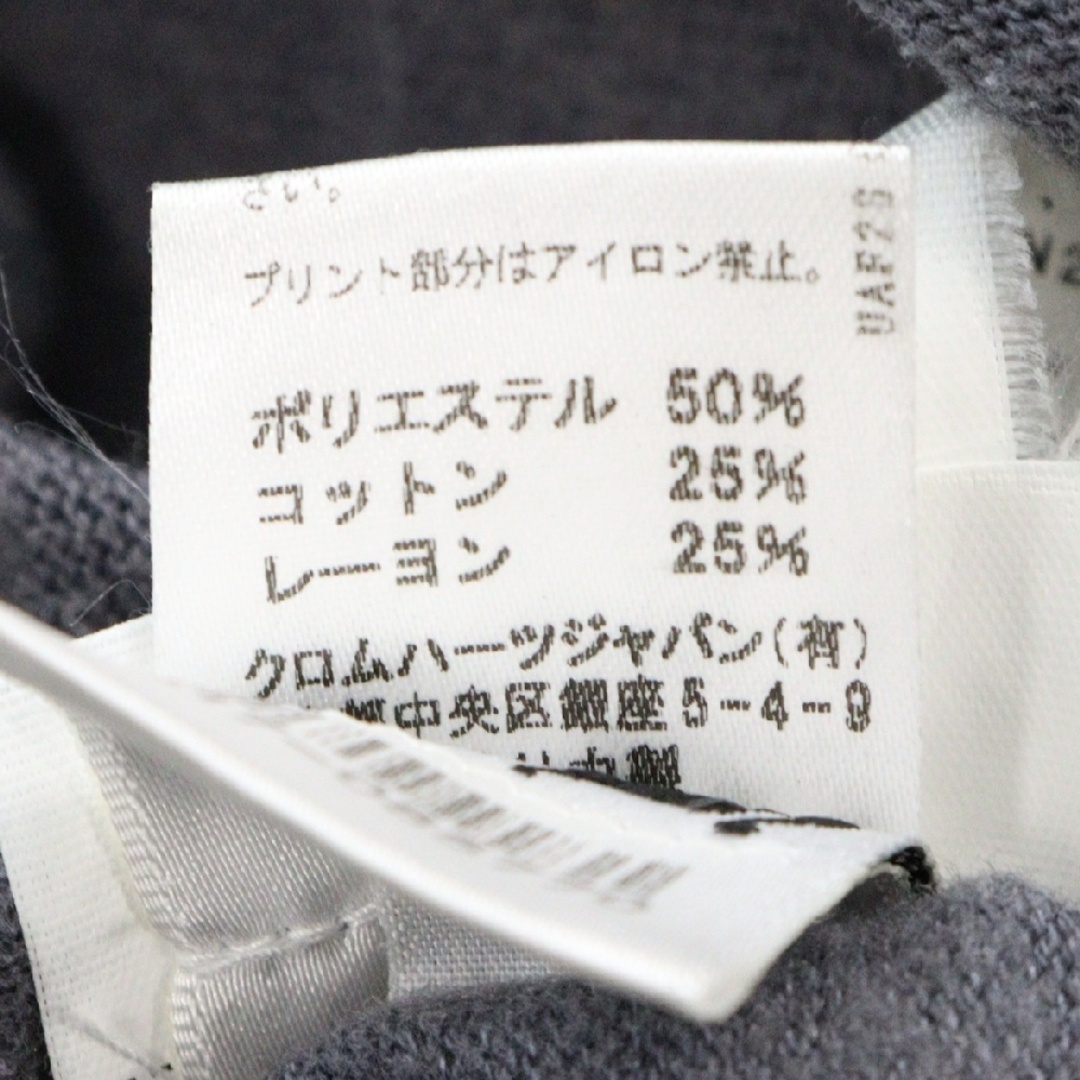 さい。
プリント部分はアイロン禁止。
UAF26
ポリエステル 50%
コットン 25%
レーヨン 25%
クロムハーツジャパン(有)
中央区銀座5-4-9